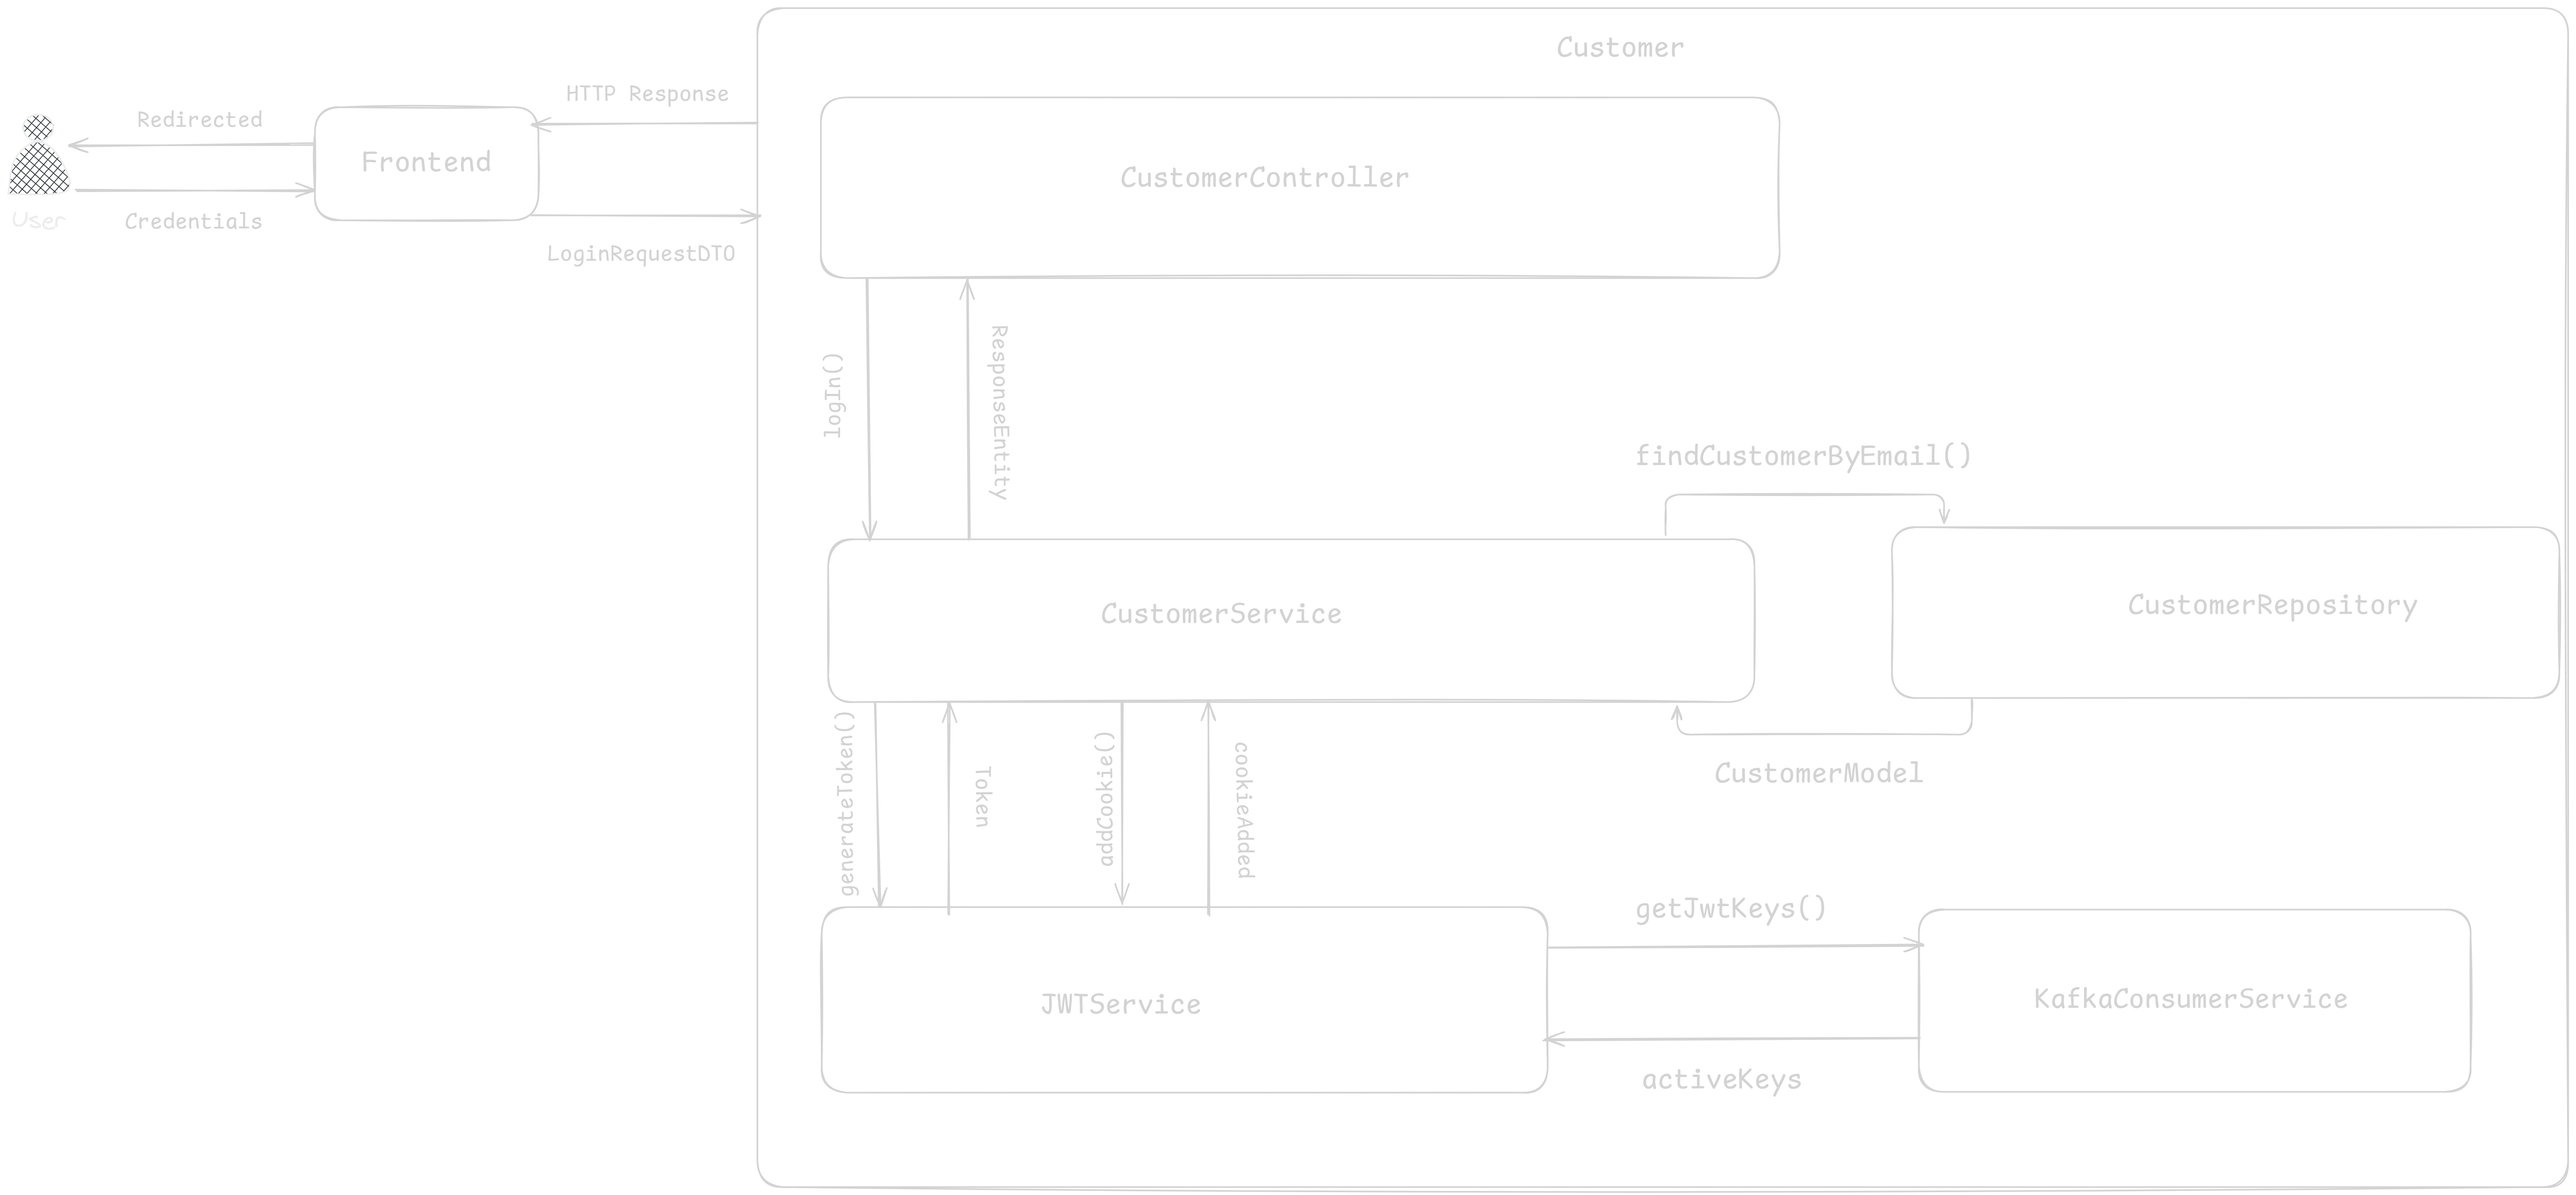 Customer
HTTP Response
Redirected
Frontend
CustomerController
User
Credentials
LoginRequestDTO
logIn()
ResponseEntity
findCustomerByEmail()
CustomerService
CustomerRepository
generateToken()
Token
addCookie()
cookieAdded
CustomerModel
getJwtKeys()
JWTService
KafkaConsumerService
activeKeys